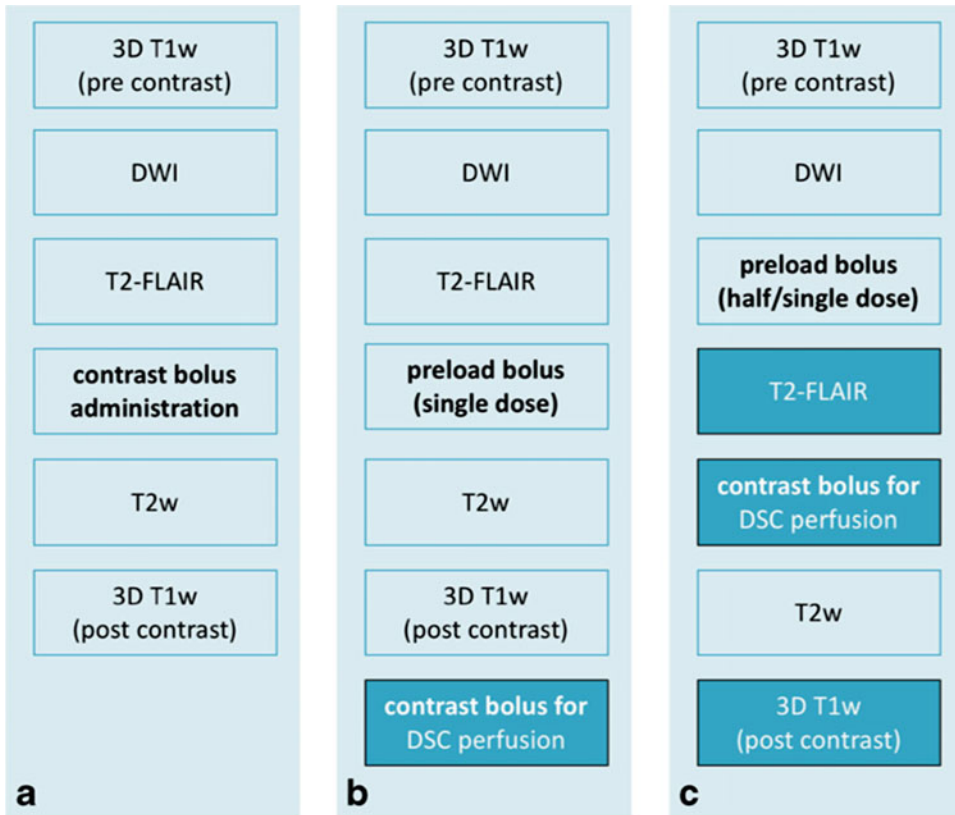 3D T1w
(pre contrast)
DWI
T2-FLAIR
contrast bolus
administration
T2w
3D T1w
(post contrast)
a
3D T1w
(pre contrast)
DWI
T2-FLAIR
preload bolus
(single dose)
T2w
3D T1w
(post contrast)
contrast bolus for
DSC perfusion
b
3D T1w
(pre contrast)
DWI
preload bolus
(half/single dose)
T2-FLAIR
contrast bolus for
DSC perfusion
T2w
3D T1w
(post contrast)
c